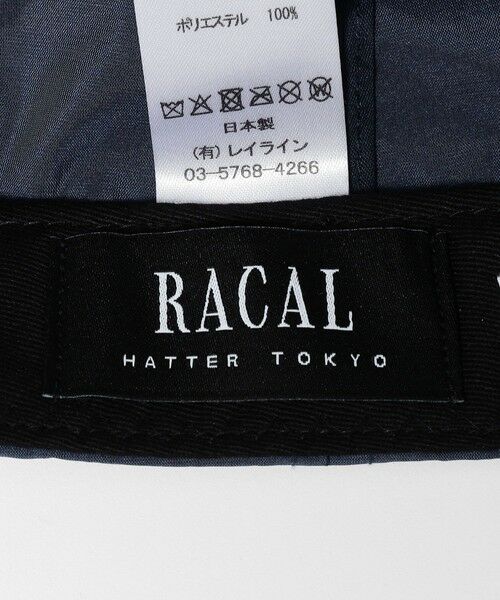 ポリエステル 100%
日本製
(有) レイライン
03-5768-4266
RACAL
HATTER TOKYO